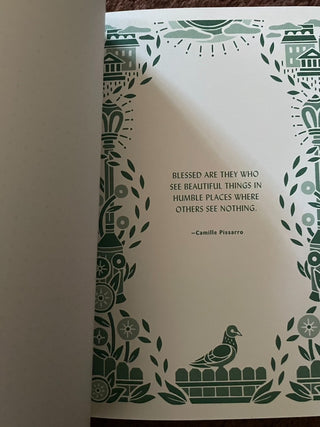 BLESSED ARE THEY WHO
SEE BEAUTIFUL THINGS IN
HUMBLE PLACES WHERE
OTHERS SEE NOTHING.
—Camille Pissarro